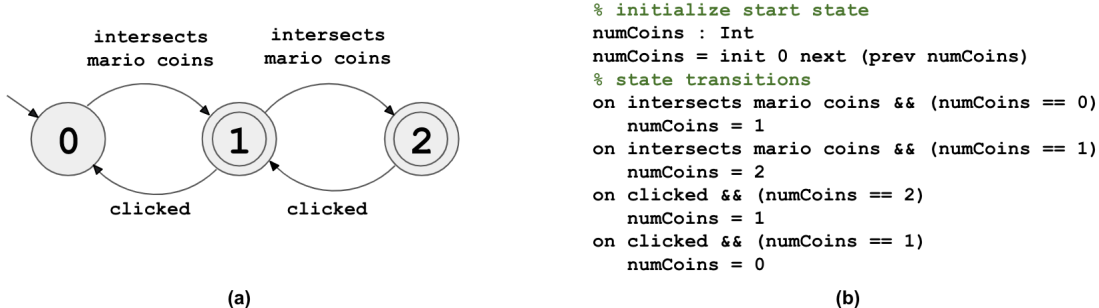 intersects
mario coins
intersects
mario coins
0
1
2
clicked
clicked
(a)
% initialize start state
numCoins : Int
numCoins = init 0 next (prev numCoins)
% state transitions
on intersects mario coins && (numCoins == 0)
   numCoins = 1
on intersects mario coins && (numCoins == 1)
   numCoins = 2
on clicked && (numCoins == 2)
   numCoins = 1
on clicked && (numCoins == 1)
   numCoins = 0
(b)